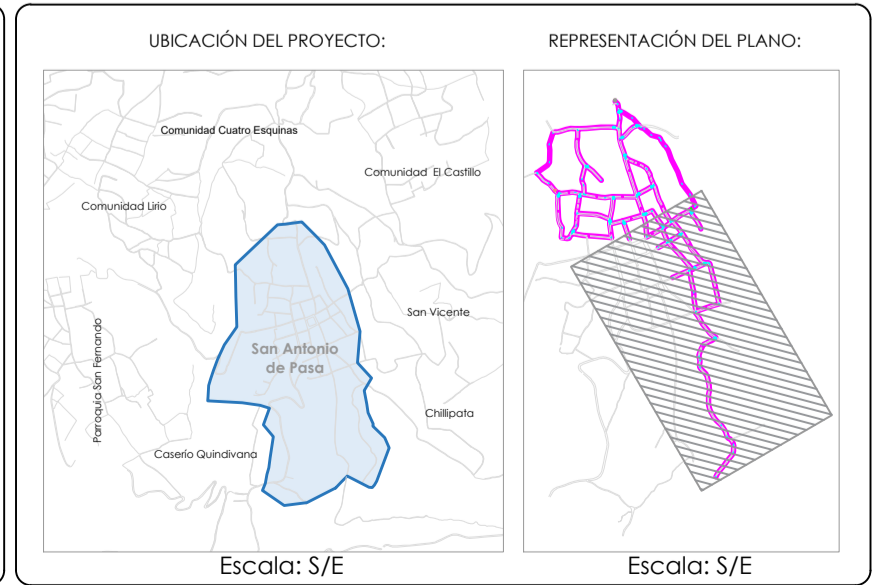 UBICACIÓN DEL PROYECTO:
REPRESENTACIÓN DEL PLANO:
Comunidad Cuatro Esquinas
Comunidad El Castillo
Comunidad Lirio
San Vicente
Parroquia San Fernando
San Antonio
de Pasa
Chillipata
Caserío Quindivana
Escala: S/E
Escala: S/E